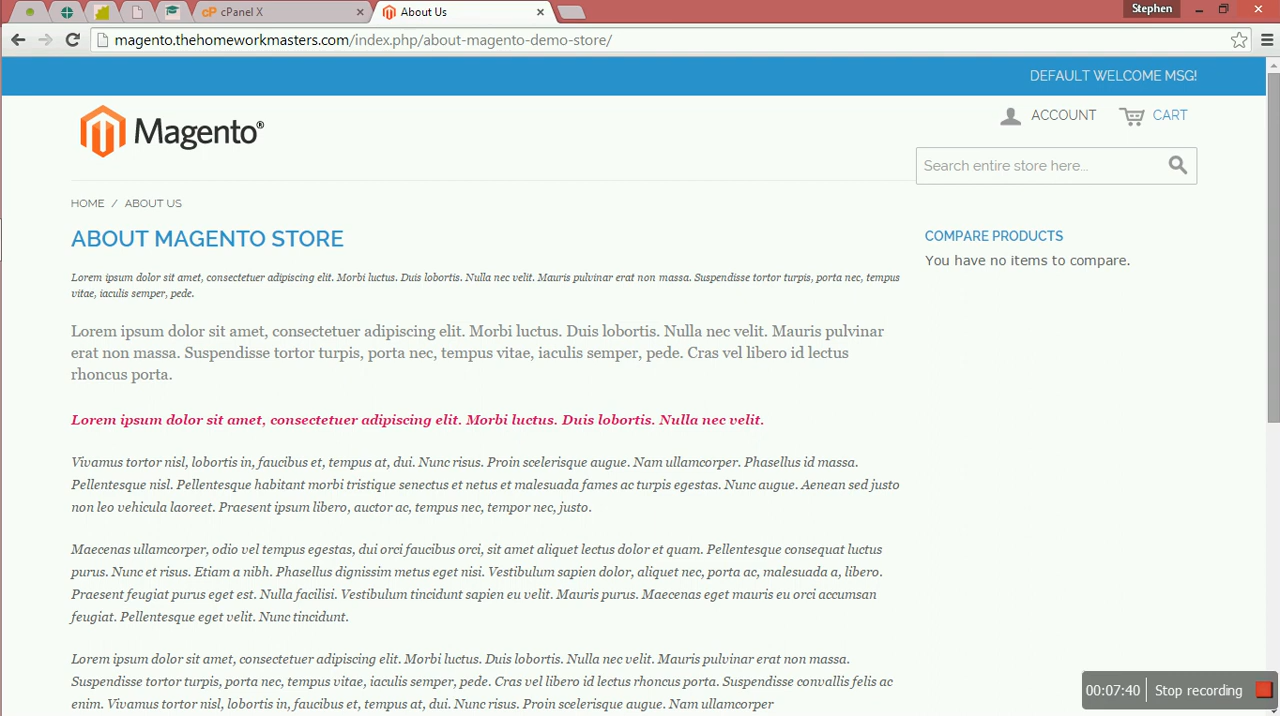 cPanel X
About Us
Stephen
magento.thehomeworkmasters.com/index.php/about-magento-demo-store/
DEFAULT WELCOME MSG!
Magento®
ACCOUNT
CART
Search entire store here...
HOME / ABOUT US
ABOUT MAGENTO STORE
COMPARE PRODUCTS
You have no items to compare.
Lorem ipsum dolor sit amet, consectetuer adipiscing elit. Morbi luctus. Duis lobortis. Nulla nec velit. Mauris pulvinar erat non massa. Suspendisse tortor turpis, porta nec, tempus
vitae, iaculis semper, pede.
Lorem ipsum dolor sit amet, consectetuer adipiscing elit. Morbi luctus. Duis lobortis. Nulla nec velit. Mauris pulvinar
erat non massa. Suspendisse tortor turpis, porta nec, tempus vitae, iaculis semper, pede. Cras vel libero id lectus
rhoncus porta.
Lorem ipsum dolor sit amet, consectetuer adipiscing elit. Morbi luctus. Duis lobortis. Nulla nec velit.
Vivamus tortor nisl, lobortis in, faucibus et, tempus at, dui. Nunc risus. Proin scelerisque augue. Nam ullamcorper. Phasellus id massa.
Pellentesque nisl. Pellentesque habitant morbi tristique senectus et netus et malesuada fames ac turpis egestas. Nunc augue. Aenean sed justo
non leo vehicula laoreet. Praesent ipsum libero, auctor ac, tempus nec, tempor nec, justo.
Maecenas ullamcorper, odio vel tempus egestas, dui orci faucibus orci, sit amet aliquet lectus dolor et quam. Pellentesque consequat luctus
purus. Nunc et risus. Etiam a nibh. Phasellus dignissim metus eget nisi. Vestibulum sapien dolor, aliquet nec, porta ac, malesuada a, libero.
Praesent feugiat purus eget est. Nulla facilisi. Vestibulum tincidunt sapien eu velit. Mauris purus. Maecenas eget mauris eu orci accumsan
feugiat. Pellentesque eget velit. Nunc tincidunt.
Lorem ipsum dolor sit amet, consectetuer adipiscing elit. Morbi luctus. Duis lobortis. Nulla nec velit. Mauris pulvinar erat non massa.
Suspendisse tortor turpis, porta nec, tempus vitae, iaculis semper, pede. Cras vel libero id lectus rhoncus porta. Suspendisse convallis felis ac
enim. Vivamus tortor nisl, lobortis in, faucibus et, tempus at, dui. Nunc risus. Proin scelerisque augue. Nam ullamcorper
00:07:40
Stop recording